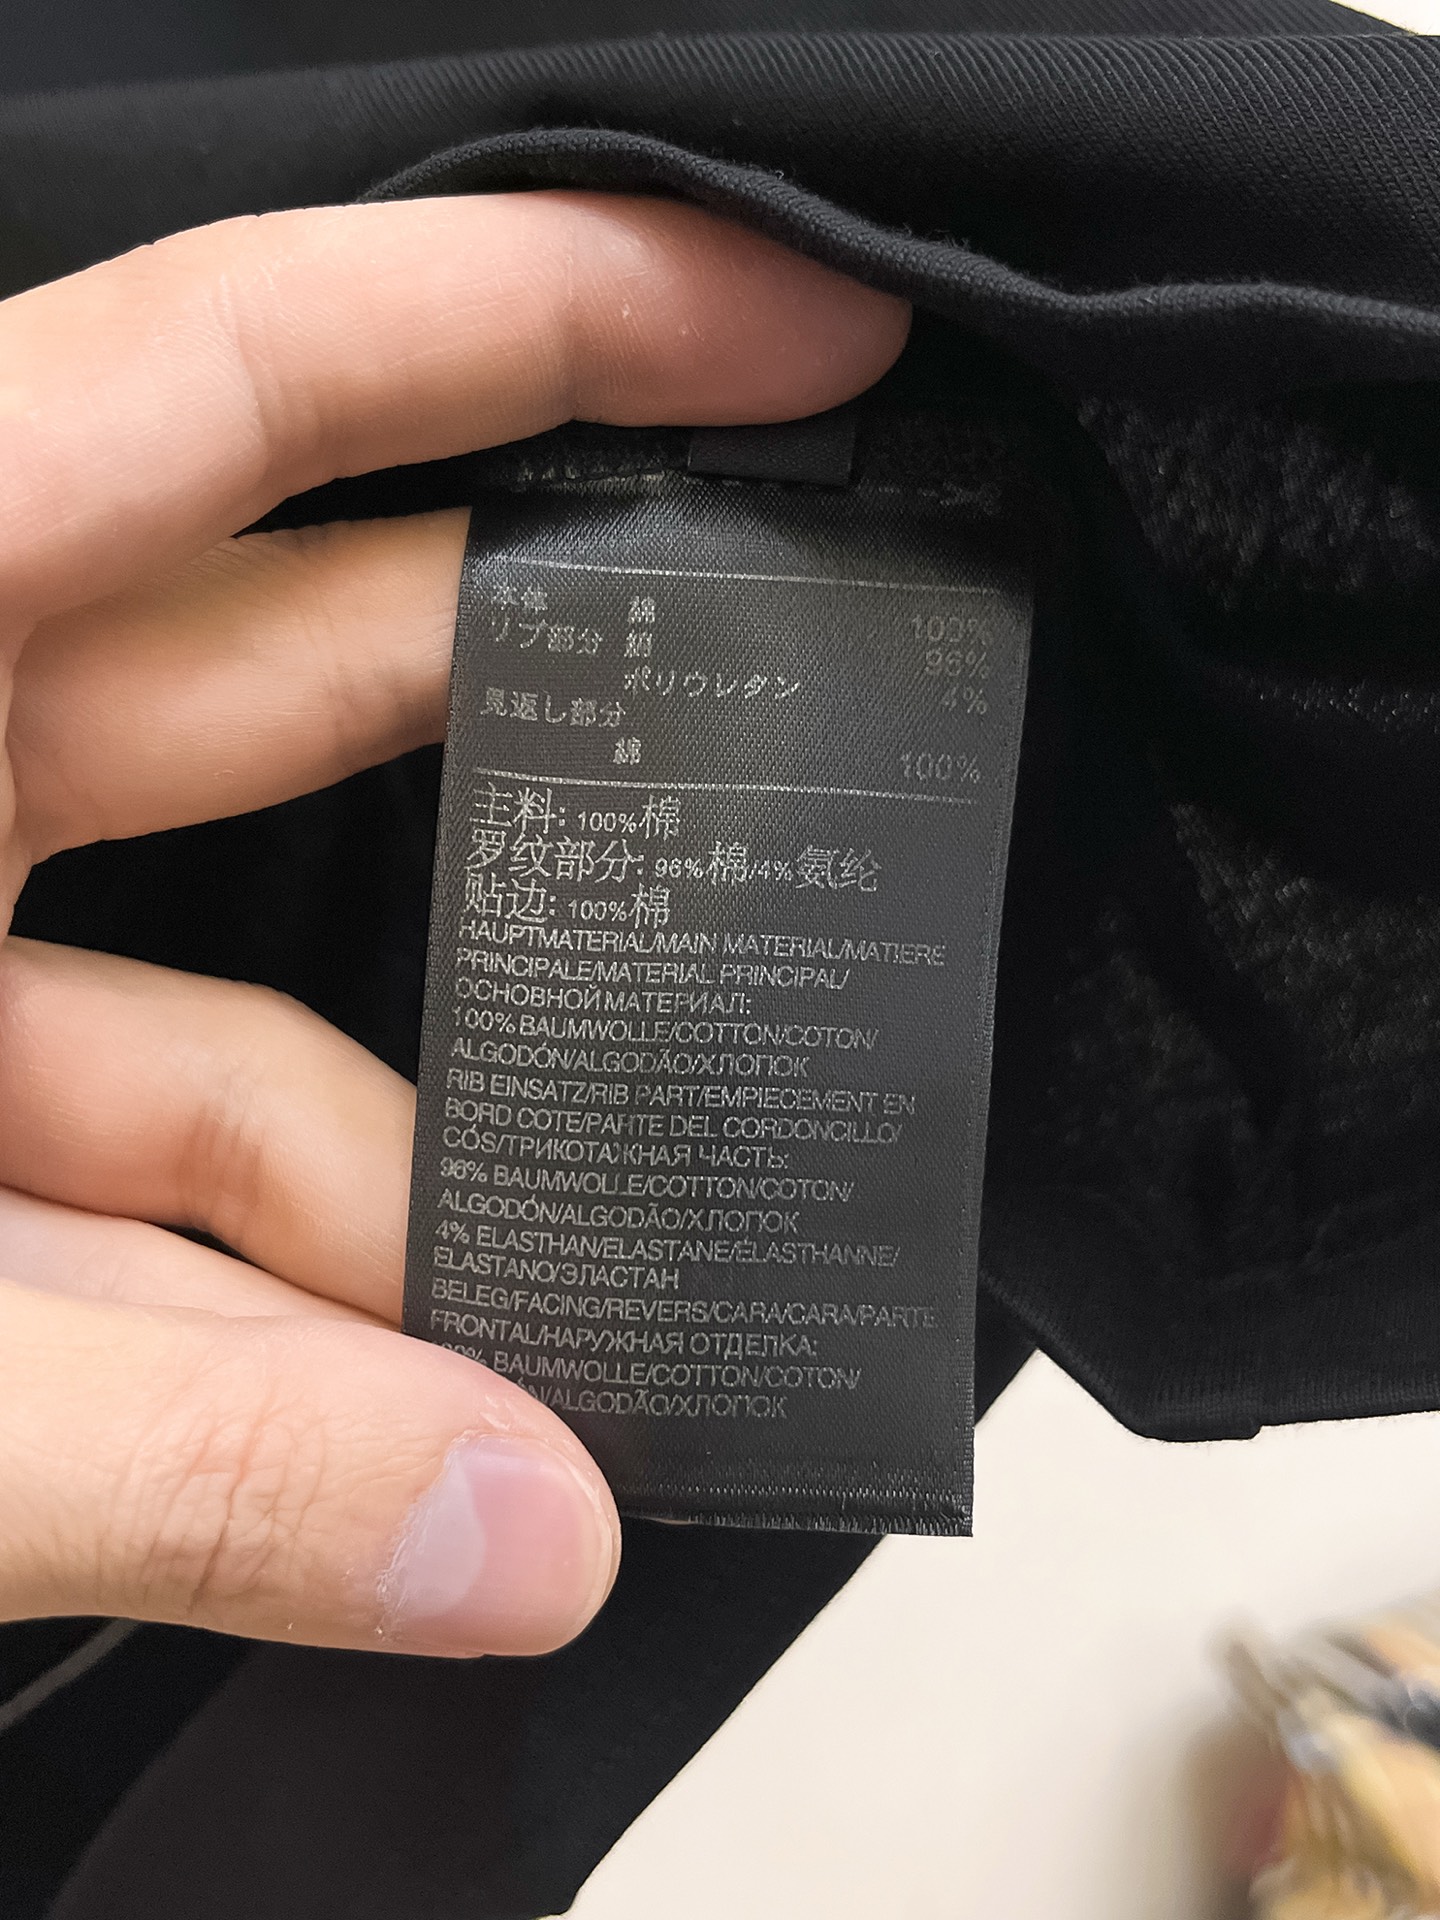 本体 綿 100%
リブ部分 綿 96%
ポリウレタン 4%
見返し部分
綿 100%
主料: 100%棉
罗纹部分: 96%棉/4%氨纶
贴边: 100%棉
HAUPTMATERIAL/MAIN MATERIAL/MATIERE
PRINCIPALE/MATERIAL PRINCIPAL/
ОСНОВНОЙ МАТЕРИАЛ:
100% BAUMWOLLE/COTTON/COTON/
ALGODÓN/ALGODÃO/ХЛОПОК
RIB EINSATZ/RIB PART/EMPIECEMENT EN
BORD COTE/PARTE DEL CORDONCILLO/
CÓS/ТРИКОТАЖНАЯ ЧАСТЬ:
96% BAUMWOLLE/COTTON/COTON/
ALGODÓN/ALGODÃO/ХЛОПОК
4% ELASTHAN/ELASTANE/ÉLASTHANNE/
ELASTANO/ЭЛАСТАН
BELEG/FACING/REVERS/CARA/CARA/PARTE
FRONTAL/НАРУЖНАЯ ОТДЕЛКА:
BAUMWOLLE/COTTON/COTON/
/ALGODÃO/ХЛОПОК